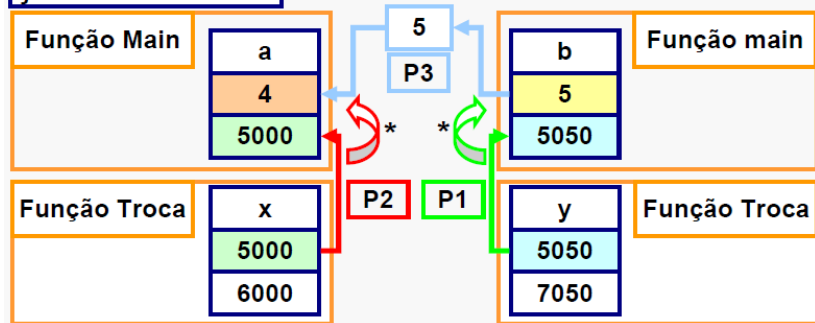 Função Main
a
4
5000
5
P3
b
5
5050
Função main
*
*
Função Troca
x
5000
6000
P2
P1
y
5050
7050
Função Troca